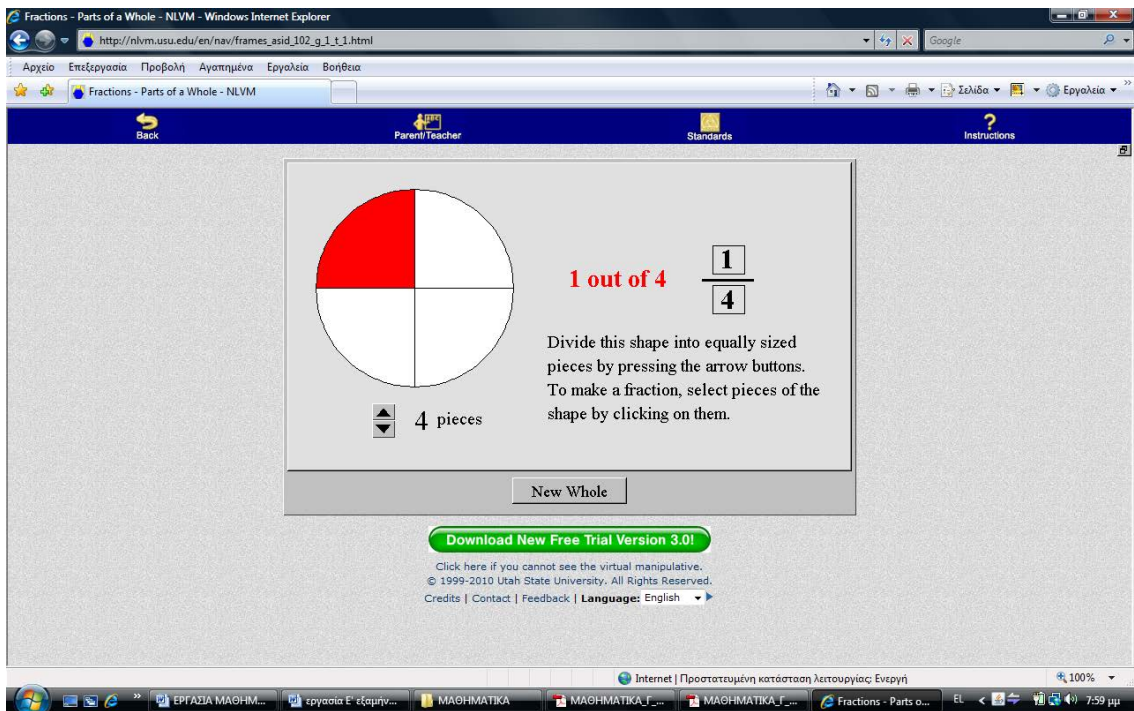 Fractions - Parts of a Whole - NLVM - Windows Internet Explorer
http://nlvm.usu.edu/en/nav/frames_asid_102_g_1_t_1.html
Google
Αρχείο Επεξεργασία Προβολή Αγαπημένα Εργαλεία Βοήθεια
Fractions - Parts of a Whole - NLVM
Σελίδα
Εργαλεία
Back
Parent/Teacher
Standards
Instructions
1 out of 4
1
4
Divide this shape into equally sized
pieces by pressing the arrow buttons.
To make a fraction, select pieces of the
shape by clicking on them.
4 pieces
New Whole
Download New Free Trial Version 3.0!
Click here if you cannot see the virtual manipulative.
© 1999-2010 Utah State University. All Rights Reserved.
Credits | Contact | Feedback | Language: English
Internet | Προστατευμένη κατάσταση λειτουργίας: Ενεργή
100%
ΕΡΓΑΣΙΑ ΜΑΘΗΜ...
εργασία Ε' εξαμήν...
ΜΑΘΗΜΑΤΙΚΑ
ΜΑΘΗΜΑΤΙΚΑ_Γ_...
ΜΑΘΗΜΑΤΙΚΑ_Γ_...
Fractions - Parts o...
EL
7:59 μμ